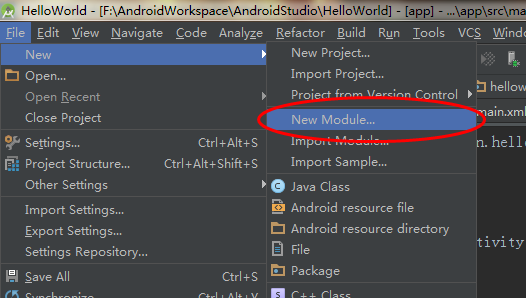 HelloWorld - [F:\AndroidWorkspace\AndroidStudio\HelloWorld] - [app] - ...\app\src\ma
File Edit View Navigate Code Analyze Refactor Build Run Tools VCS Window
New
Open...
Open Recent
Close Project
Settings... Ctrl+Alt+S
Project Structure... Ctrl+Alt+Shift+S
Other Settings
Import Settings...
Export Settings...
Settings Repository...
Save All Ctrl+S
Synchronize Ctrl+Alt+Y
New Project...
Import Project...
Project from Version Control
New Module...
Import Module...
Import Sample...
Java Class
Android resource file
Android resource directory
File
Package
C++ Class
hellow
main.xml
n.hello
tivity